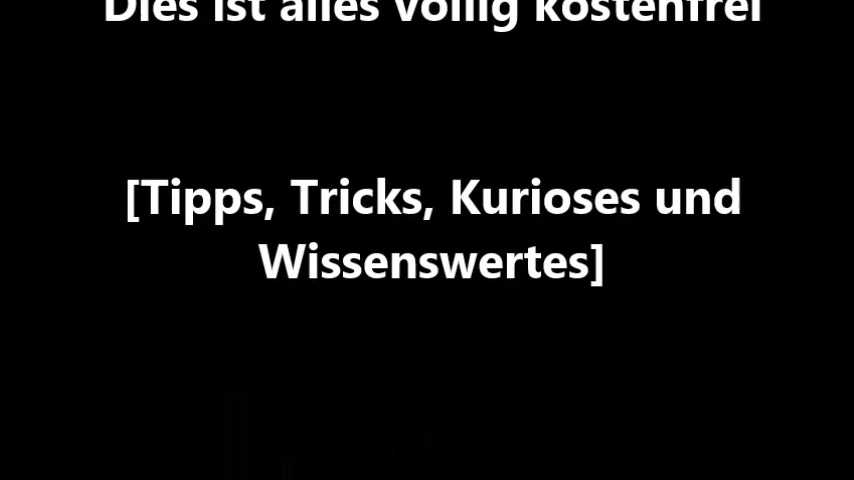 Dies ist alles völlig kostenfrei
[Tipps, Tricks, Kurioses und
Wissenswertes]